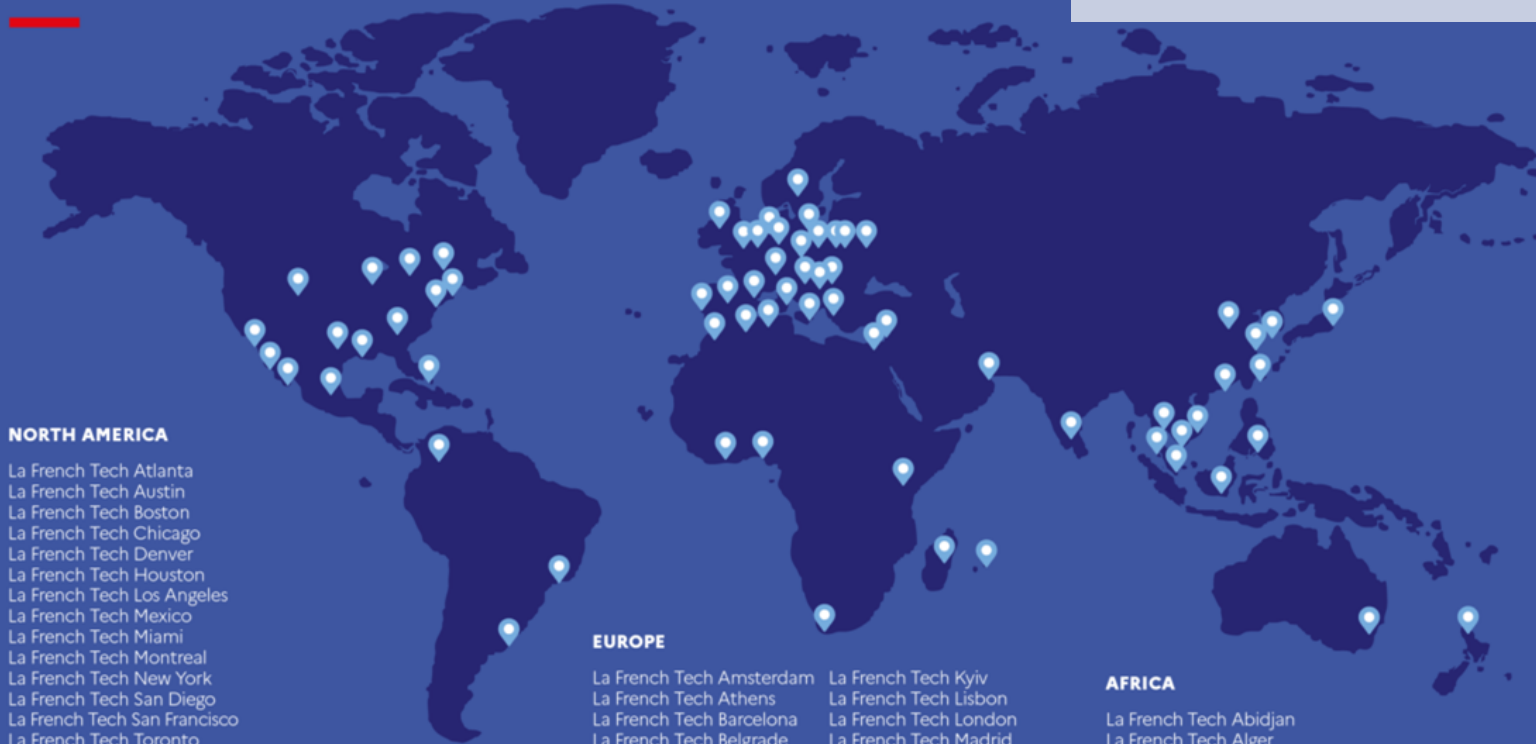 NORTH AMERICA
La French Tech Atlanta
La French Tech Austin
La French Tech Boston
La French Tech Chicago
La French Tech Denver
La French Tech Houston
La French Tech Los Angeles
La French Tech Mexico
La French Tech Miami
La French Tech Montreal
La French Tech New York
La French Tech San Diego
La French Tech San Francisco
La French Tech Toronto
EUROPE
La French Tech Amsterdam
La French Tech Athens
La French Tech Barcelona
La French Tech Belgrade
La French Tech Kyiv
La French Tech Lisbon
La French Tech London
La French Tech Madrid
AFRICA
La French Tech Abidjan
La French Tech Alger